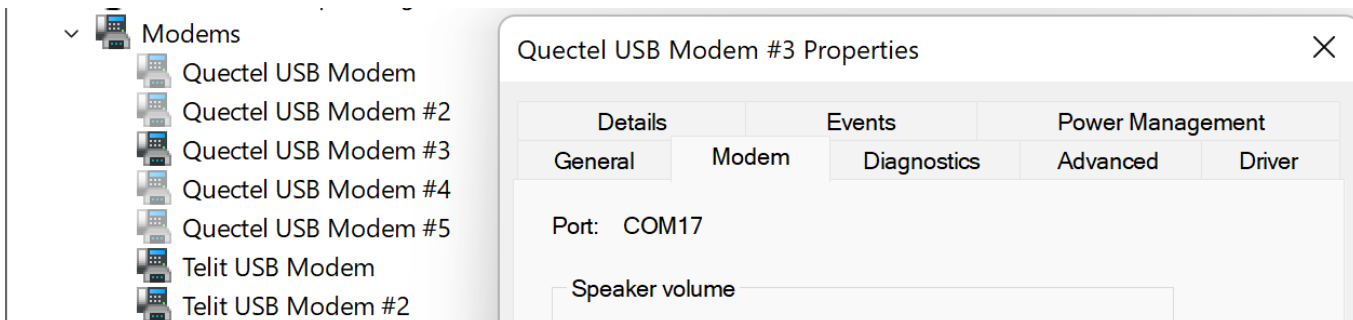 Modems
Quectel USB Modem
Quectel USB Modem #2
Quectel USB Modem #3
Quectel USB Modem #4
Quectel USB Modem #5
Telit USB Modem
Telit USB Modem #2
Quectel USB Modem #3 Properties
Details Events Power Management
General Modem Diagnostics Advanced Driver
Port: COM17
Speaker volume